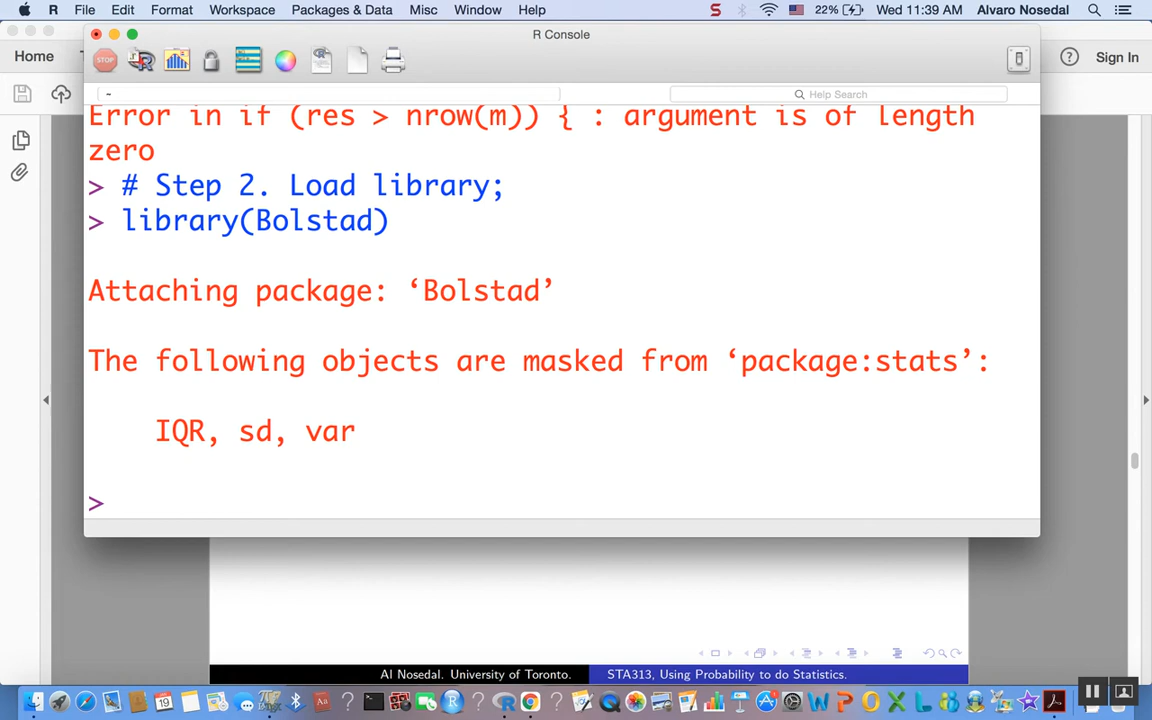 R File Edit Format Workspace Packages & Data Misc Window Help S 22% Wed 11:39 AM Alvaro Nosedal
R Console
Home
Sign In
STOP
~
Help Search
Error in if (res > nrow(m)) { : argument is of length
zero
> # Step 2. Load library;
> library(Bolstad)
Attaching package: ‘Bolstad’
The following objects are masked from ‘package:stats’:
IQR, sd, var
>
Al Nosedal. University of Toronto. STA313, Using Probability to do Statistics.